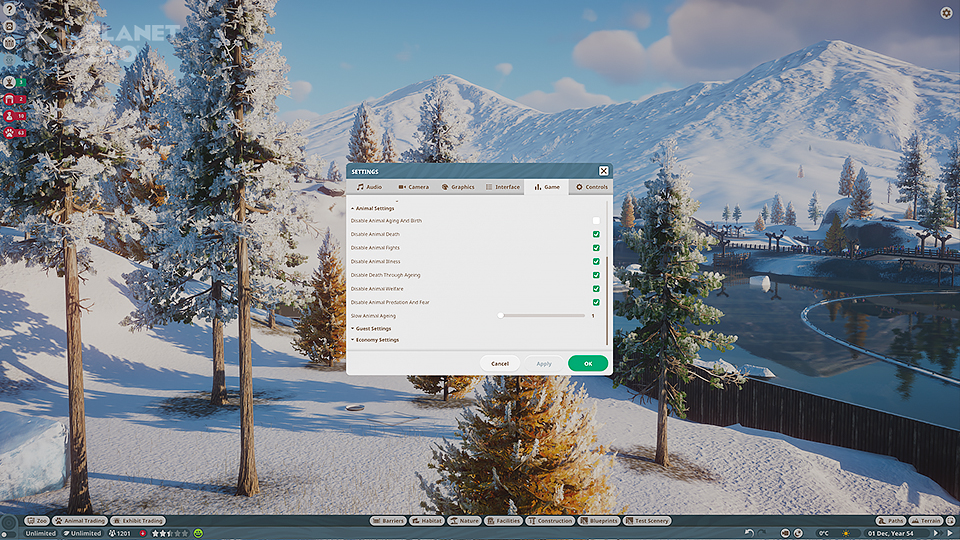 PLANET
ZOO
3
2
10
63
SETTINGS
Audio
Camera
Graphics
Interface
Game
Controls
Animal Settings
Disable Animal Aging And Birth
Disable Animal Death
Disable Animal Fights
Disable Animal Illness
Disable Death Through Ageing
Disable Animal Welfare
Disable Animal Predation And Fear
Slow Animal Ageing 1
Guest Settings
Economy Settings
Cancel Apply OK
Zoo Animal Trading Exhibit Trading Barriers Habitat Nature Facilities Construction Blueprints Test Scenery Paths Terrain
Unlimited Unlimited 1201 0°C 01 Dec, Year 54